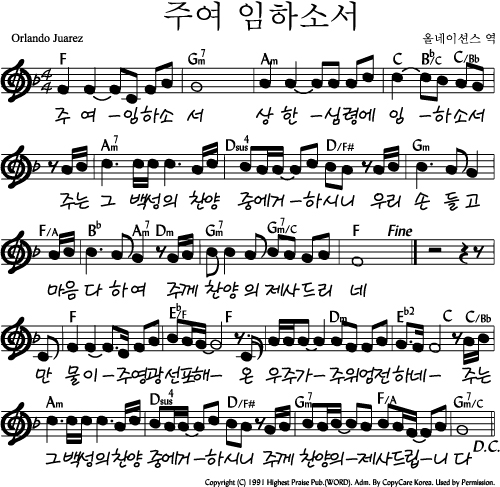 주여 임하소서
Orlando Juarez
올네이션스 역
F Gm7 Am C Bb/C C/Bb
주 여-임하소 서 상 한-심령에 임-하소서
Am7 Dsus4 D/F# Gm
주는 그 백성의 찬양 중에거-하시니 우리 손 들고
F/A Bb Am7 Dm Gm7 Gm7/C F Fine
마음 다 하여 주께 찬양 의 제사드리 네
F Eb/F F Dm Eb2 C C/Bb
만 물이-주영광선포해-온 우주가-주위엄전하네-주는
Am7 Dsus4 D/F# Gm7 F/A Gm7/C
그백성의찬양 중에거-하시니 주께 찬양의-제사드립-니 다
D.C.
Copyright (C) 1991 Highest Praise Pub.(WORD). Adm. By CopyCare Korea. Used by Permission.